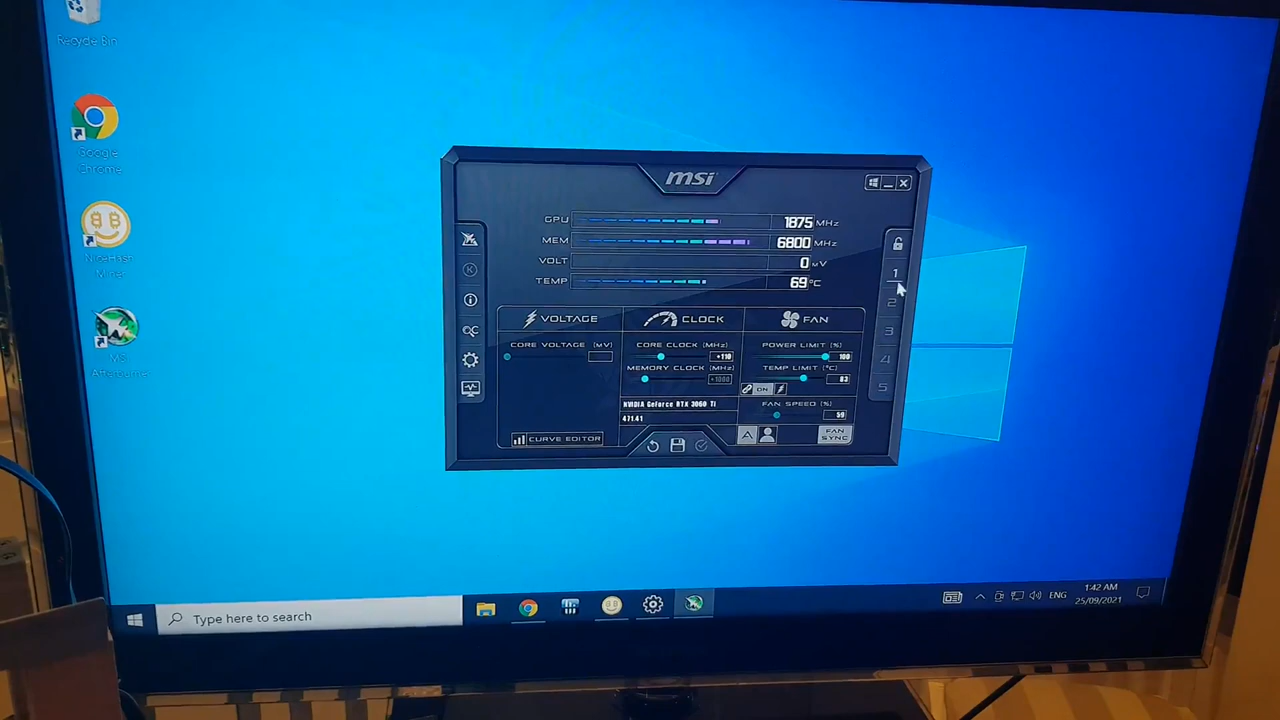 Recycle Bin
Google
Chrome
NiceHash
Miner
MSI
Afterburner
msi
GPU 1875 MHz
MEM 6800 MHz
VOLT 0 mV
TEMP 69 °C
K
1
2
3
4
5
VOLTAGE
CLOCK
FAN
CORE VOLTAGE (MV)
CORE CLOCK (MHz)
+110
POWER LIMIT (%)
100
MEMORY CLOCK (MHz)
+1000
TEMP LIMIT (°C)
83
ON
NVIDIA GeForce RTX 3060 Ti
471.41
FAN SPEED (%)
59
CURVE EDITOR
A
FAN
SYNC
Type here to search
ENG
1:42 AM
25/09/2021